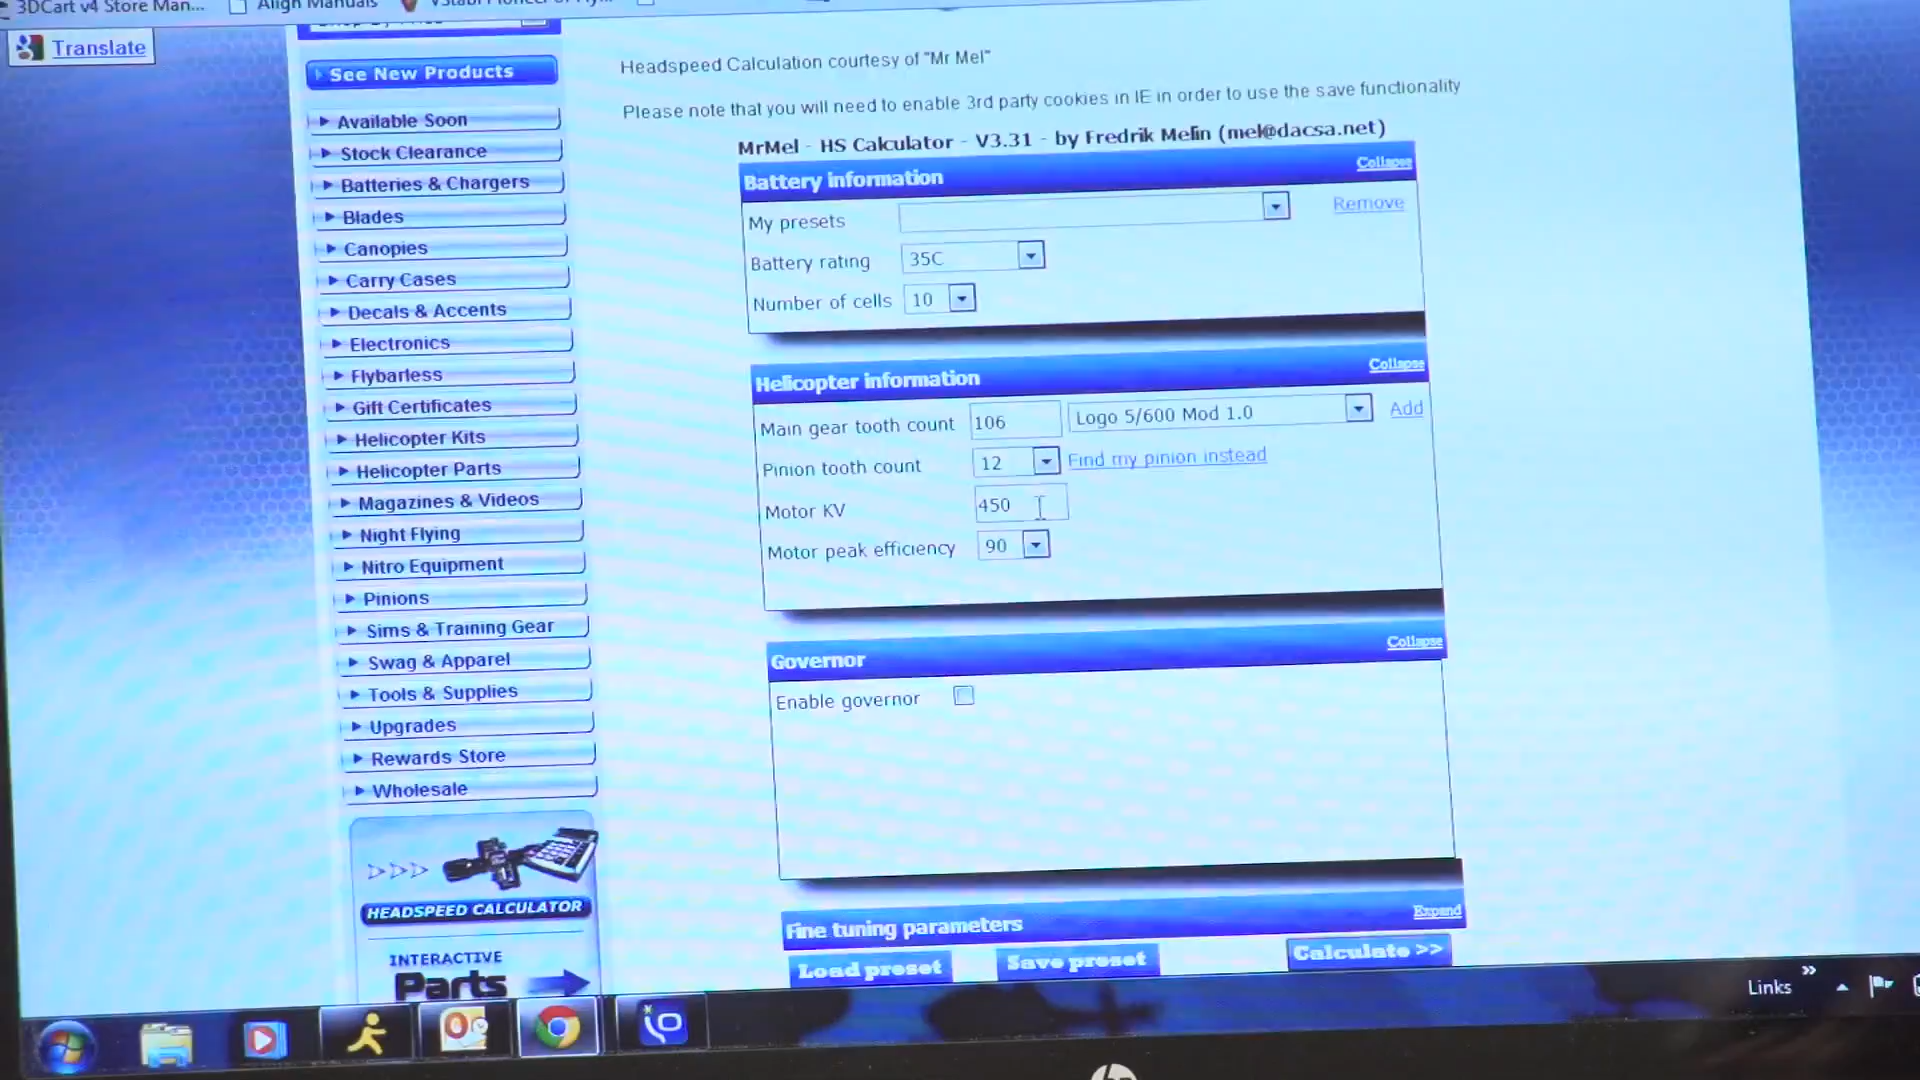 3DCart v4 Store Man...
Align Manuals
Translate
See New Products
Available Soon
Stock Clearance
Batteries & Chargers
Blades
Canopies
Carry Cases
Decals & Accents
Electronics
Flybarless
Gift Certificates
Helicopter Kits
Helicopter Parts
Magazines & Videos
Night Flying
Nitro Equipment
Pinions
Sims & Training Gear
Swag & Apparel
Tools & Supplies
Upgrades
Rewards Store
Wholesale
HEADSPEED CALCULATOR
INTERACTIVE
Parts
Headspeed Calculation courtesy of "Mr Mel"
Please note that you will need to enable 3rd party cookies in IE in order to use the save functionality
MrMel - HS Calculator - V3.31 - by Fredrik Melin (mel@dacsa.net)
Battery information Collapse
My presets Remove
Battery rating 35C
Number of cells 10
Helicopter information Collapse
Main gear tooth count 106 Logo 5/600 Mod 1.0 Add
Pinion tooth count 12 Find my pinion instead
Motor KV 450
Motor peak efficiency 90
Governor Collapse
Enable governor
Fine tuning parameters Expand
Load preset Save preset Calculate >>
Links
hp